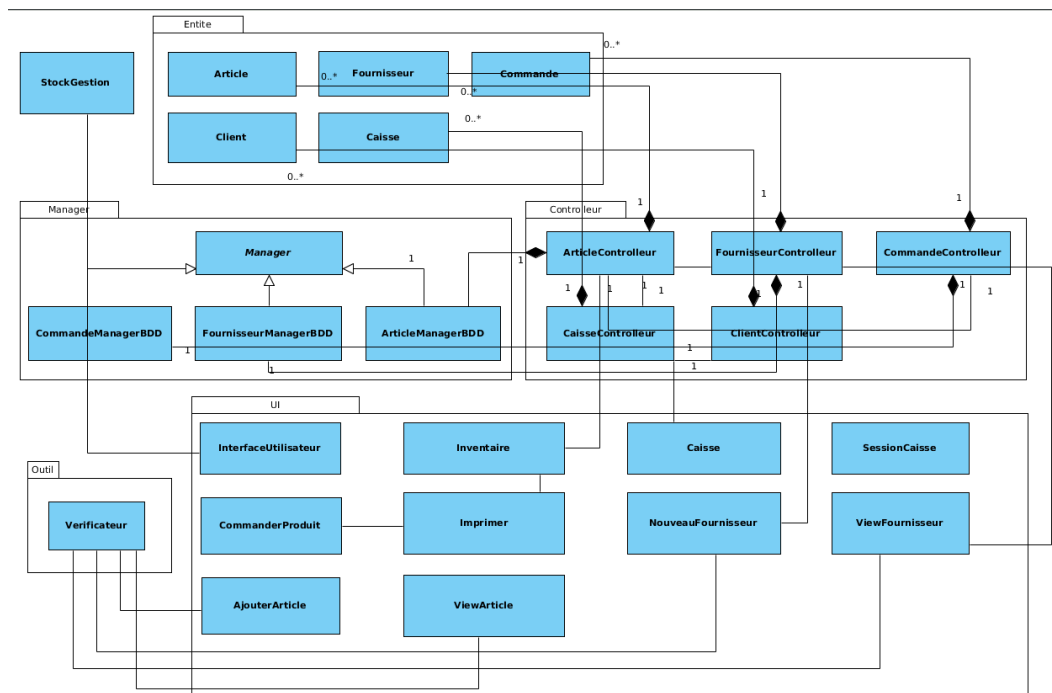 Entite
StockGestion
Article
Fournisseur
Commande
0..*
0..*
0..*
Client
Caisse
0..*
0..*
Manager
Controlleur
1
1
1
Manager
ArticleControlleur
FournisseurControlleur
CommandeControlleur
1
1
1
1
1
1
1
1
CommandeManagerBDD
FournisseurManagerBDD
ArticleManagerBDD
CaisseControlleur
ClientControlleur
1
1
1
1
UI
InterfaceUtilisateur
Inventaire
Caisse
SessionCaisse
Outil
Verificateur
CommanderProduit
Imprimer
NouveauFournisseur
ViewFournisseur
AjouterArticle
ViewArticle